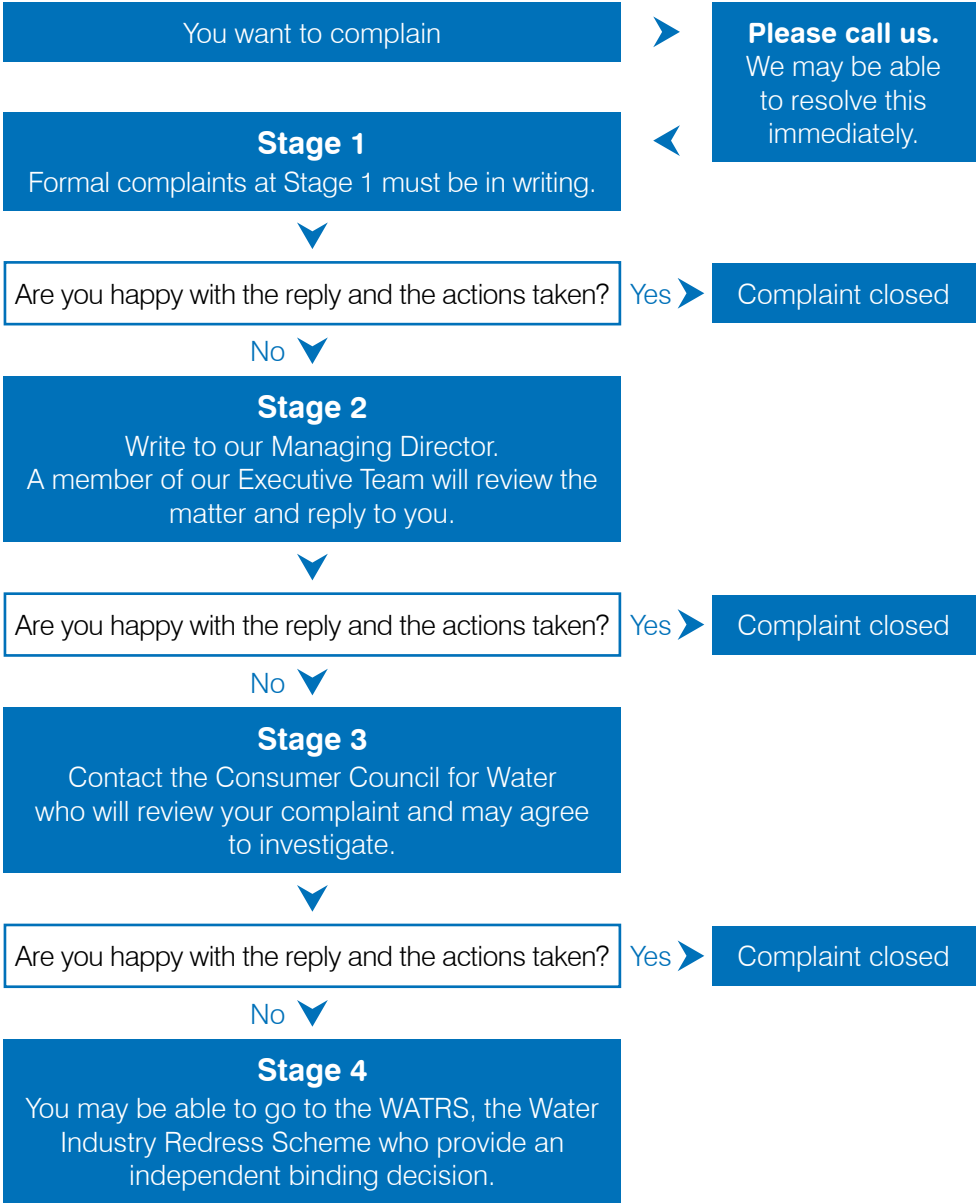 You want to complain
Please call us.
We may be able
to resolve this
immediately.
Stage 1
Formal complaints at Stage 1 must be in writing.
Are you happy with the reply and the actions taken?
Yes
Complaint closed
No
Stage 2
Write to our Managing Director.
A member of our Executive Team will review the
matter and reply to you.
Are you happy with the reply and the actions taken?
Yes
Complaint closed
No
Stage 3
Contact the Consumer Council for Water
who will review your complaint and may agree
to investigate.
Are you happy with the reply and the actions taken?
Yes
Complaint closed
No
Stage 4
You may be able to go to the WATRS, the Water
Industry Redress Scheme who provide an
independent binding decision.